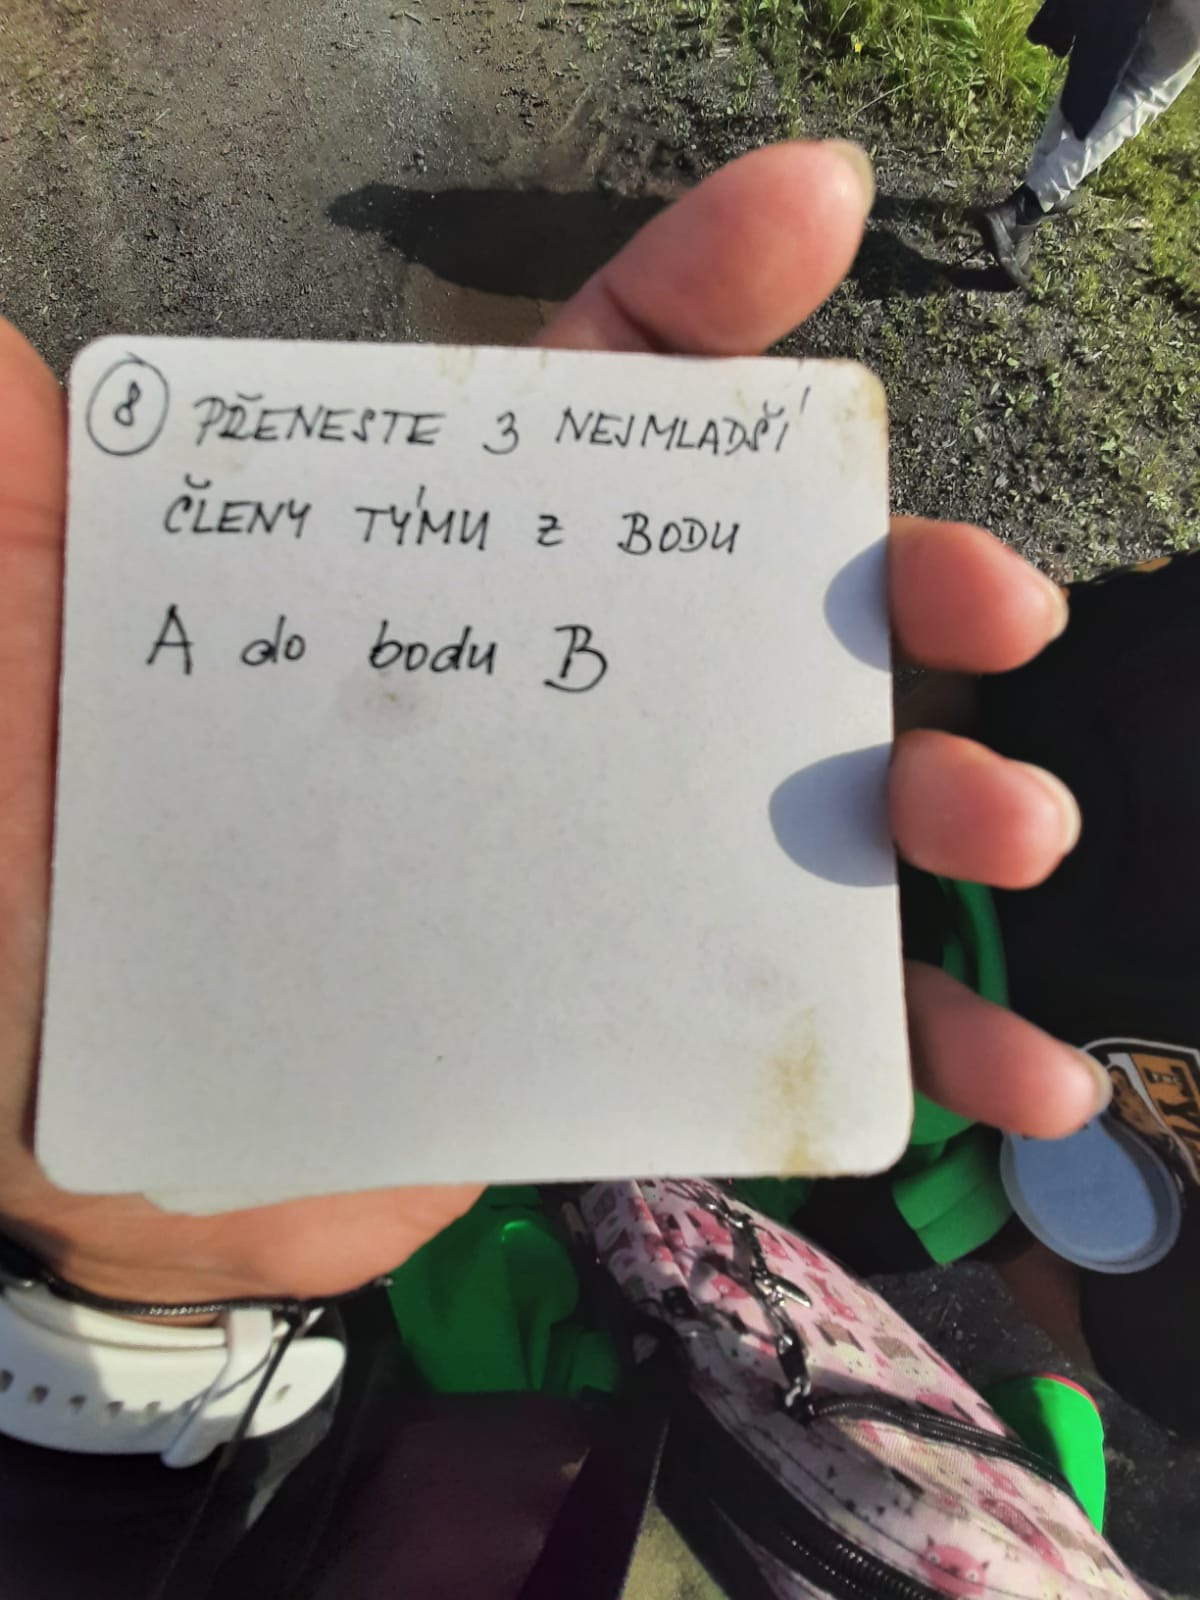 8 PŘENESTE 3 NEJMLADŠÍ
ČLENY TÝMU Z BODU
A do bodu B